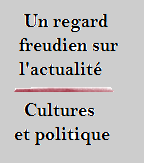 Un regard
freudien sur
l'actualité
Cultures
et politique